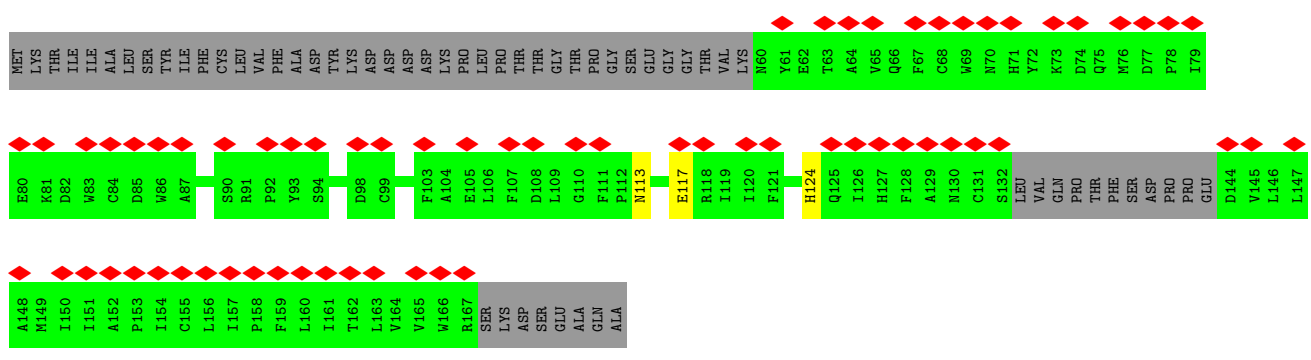 MET LYS THR ILE ILE ALA LEU SER TYR ILE PHE CYS LEU VAL PHE ALA ASP TYR LYS ASP ASP ASP ASP LYS PRO LEU PRO THR THR GLY THR PRO GLY SER GLU GLY GLY THR VAL LYS N60 Y61 E62 T63 A64 V65 Q66 F67 C68 W69 N70 H71 Y72 K73 D74 Q75 M76 D77 P78 I79
E80 K81 D82 W83 C84 D85 W86 A87 S90 R91 P92 Y93 S94 D98 C99 F103 A104 E105 L106 F107 D108 L109 G110 F111 P112 N113 E117 R118 I119 I120 F121 H124 Q125 I126 H127 F128 A129 N130 C131 S132 LEU VAL GLN PRO THR PHE SER ASP PRO PRO GLU D144 V145 L146 L147
A148 M149 I150 I151 A152 P153 I154 C155 L156 I157 P158 F159 L160 I161 T162 L163 V164 V165 W166 R167 SER LYS ASP SER GLU ALA GLN ALA